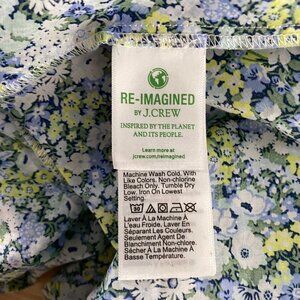 RE-IMAGINED
BY J.CREW
INSPIRED BY THE PLANET
AND ITS PEOPLE.
Learn more at
jcrew.com/reimagined
Machine Wash Cold, With
Like Colors. Non-chlorine
Bleach Only. Tumble Dry
Low. Iron On Lowest
Setting.
Laver À La Machine À
L'eau Froide. Laver
Séparant Les Couleurs.
Seulement Agent De
Blanchiment Non-chloro.
Sécher À La Machine À
Basse Température.